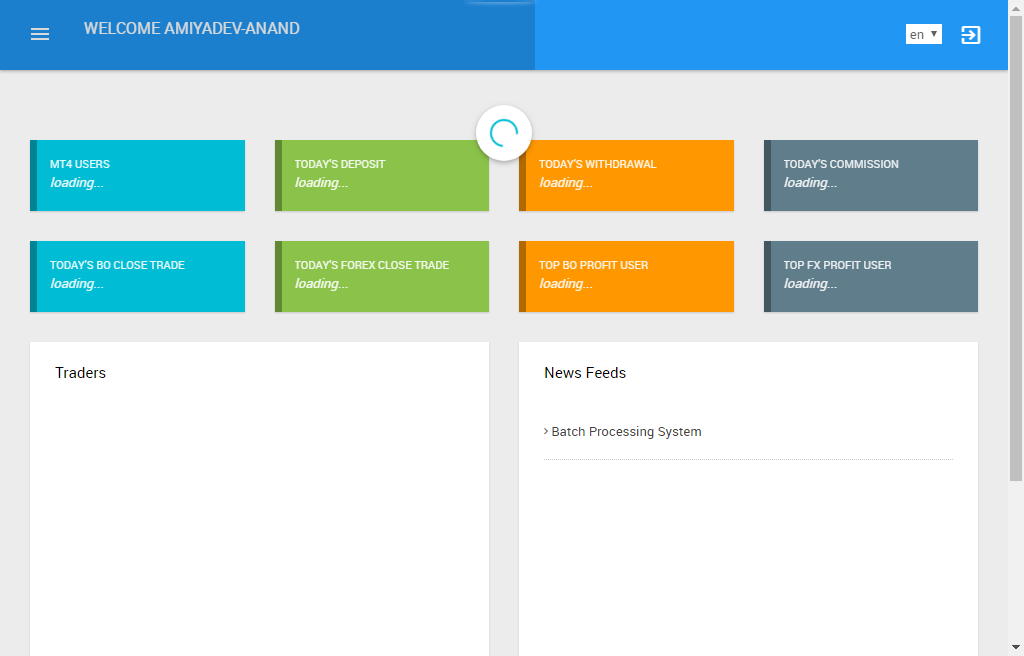 WELCOME AMIYADEV-ANAND
en
MT4 USERS
loading...
TODAY'S DEPOSIT
loading...
TODAY'S WITHDRAWAL
loading...
TODAY'S COMMISSION
loading...
TODAY'S BO CLOSE TRADE
loading...
TODAY'S FOREX CLOSE TRADE
loading...
TOP BO PROFIT USER
loading...
TOP FX PROFIT USER
loading...
Traders
News Feeds
Batch Processing System